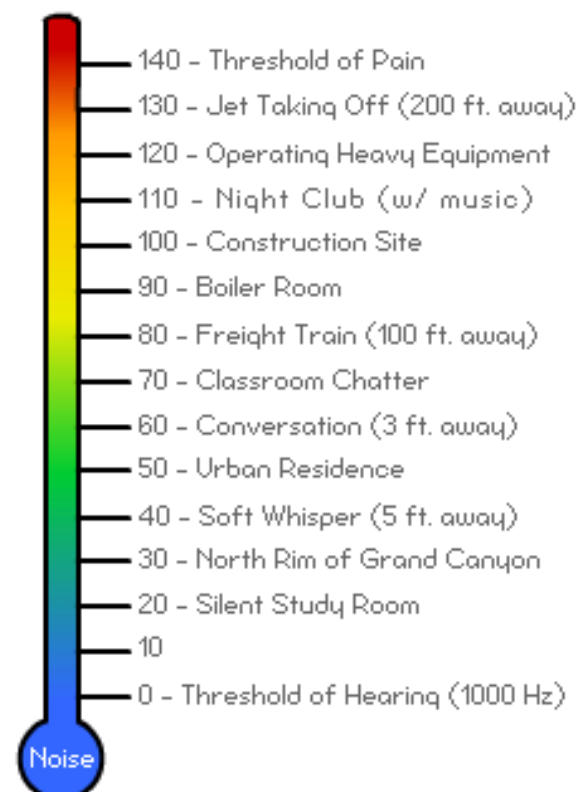 140 - Threshold of Pain
130 - Jet Taking Off (200 ft. away)
120 - Operating Heavy Equipment
110 - Night Club (w/ music)
100 - Construction Site
90 - Boiler Room
80 - Freight Train (100 ft. away)
70 - Classroom Chatter
60 - Conversation (3 ft. away)
50 - Urban Residence
40 - Soft Whisper (5 ft. away)
30 - North Rim of Grand Canyon
20 - Silent Study Room
10
0 - Threshold of Hearing (1000 Hz)
Noise